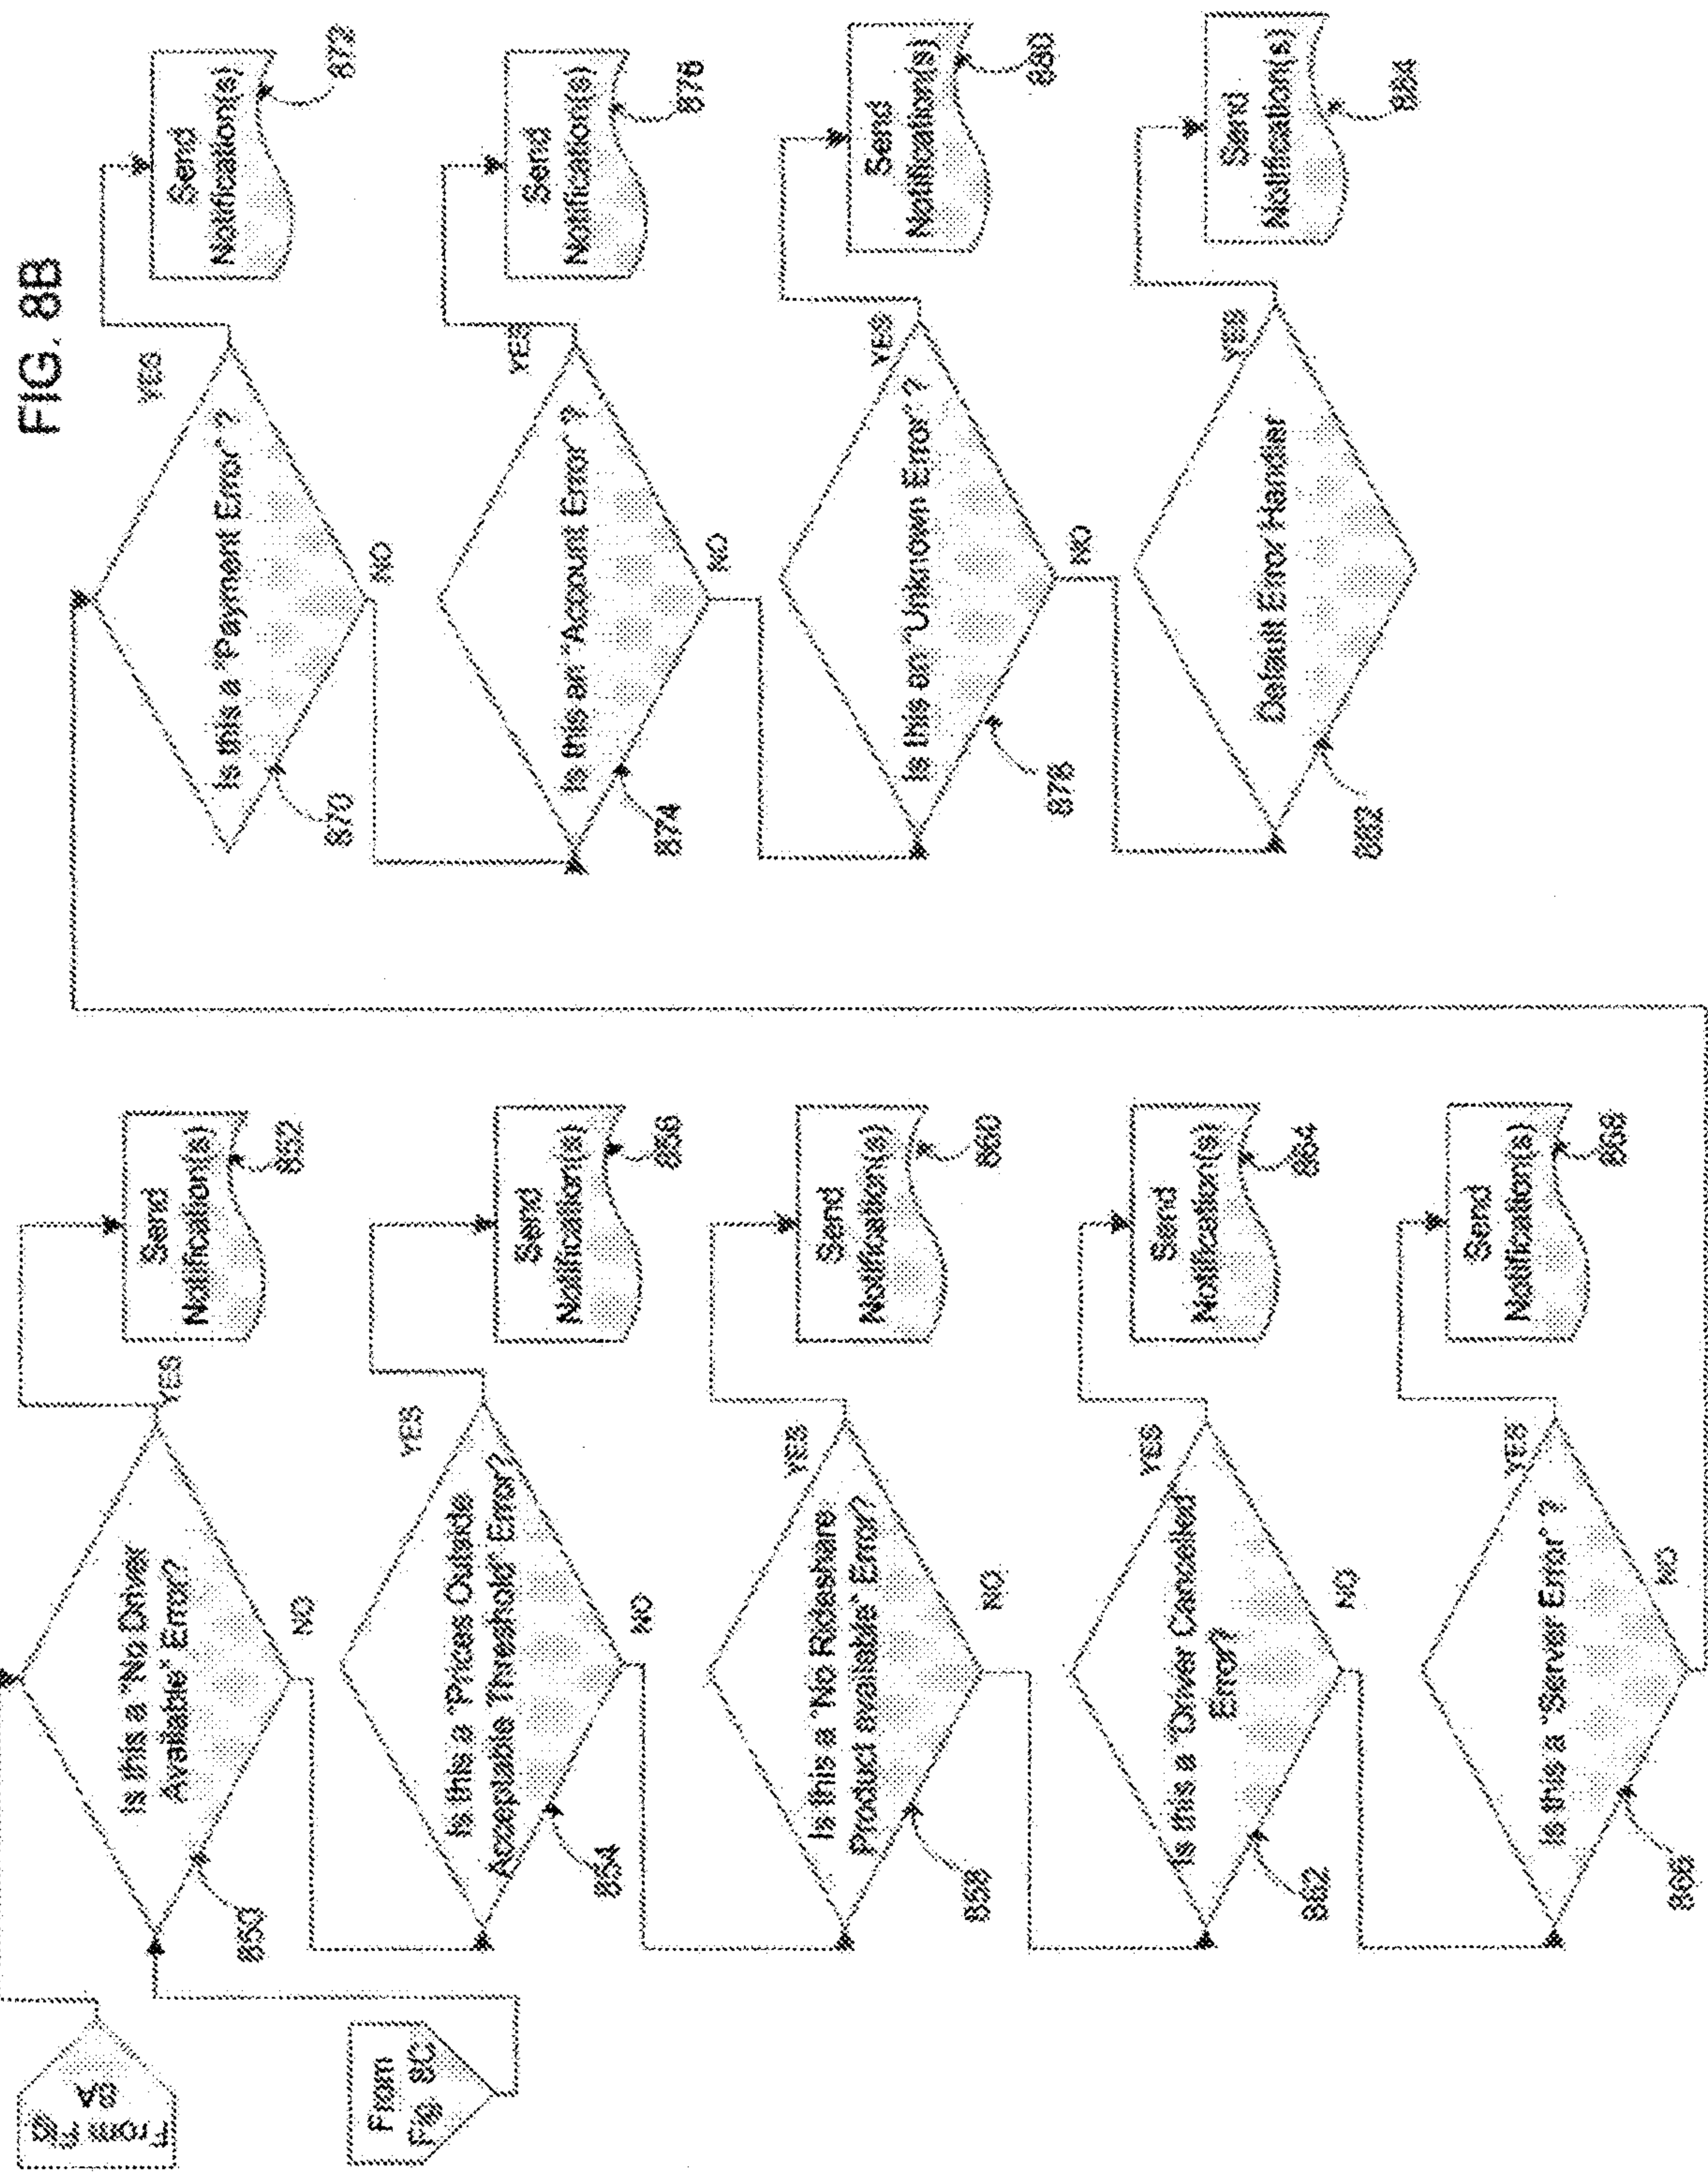 FIG. 8B
From Fig
8A
From
Fig 8C
Is this a "No Driver
Available" Error?
850
YES
NO
Send
Notification(s)
852
Is this a "Prices Outside
Acceptable Threshold" Error?
854
YES
NO
Send
Notification(s)
856
Is this a "No Rideshare
Product available" Error?
858
YES
NO
Send
Notification(s)
860
Is this a "Driver Canceled
Error?
862
YES
NO
Send
Notification(s)
864
Is this a "Server Error" ?
866
YES
NO
Send
Notification(s)
868
Is this a "Payment Error" ?
870
YES
NO
Send
Notification(s)
872
Is this an "Account Error" ?
874
YES
NO
Send
Notification(s)
876
Is this an "Unknown Error" ?
878
YES
NO
Send
Notification(s)
880
Default Error Handler
882
YES
Send
Notification(s)
884